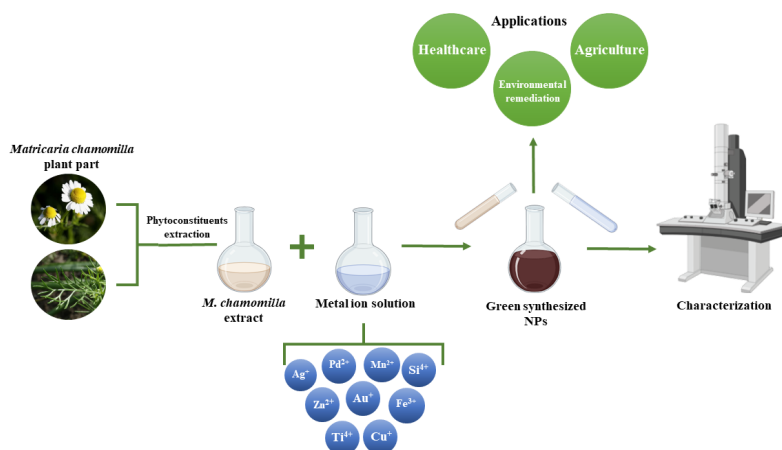 Applications
Healthcare
Agriculture
Environmental
remediation
Matricaria chamomilla
plant part
Phytoconstituents
extraction
M. chamomilla
extract
Metal ion solution
Green synthesized
NPs
Characterization
Ag⁺
Pd²⁺
Mn²⁺
Si⁴⁺
Zn²⁺
Au⁺
Fe³⁺
Ti⁴⁺
Cu⁺